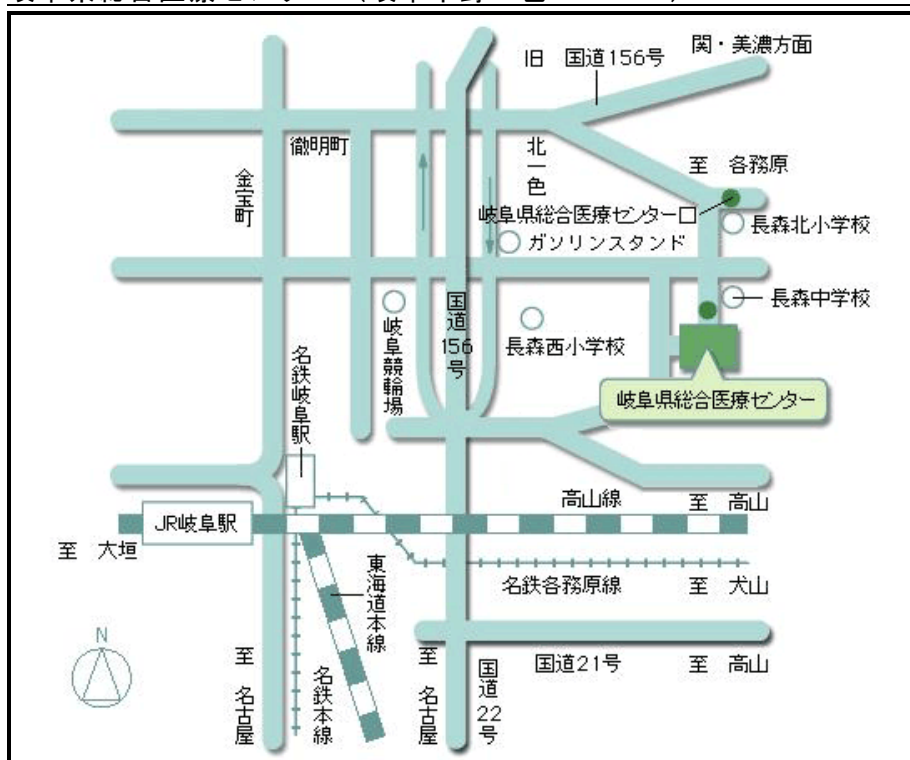 関・美濃方面
旧 国道156号
徹明町
北一色
至 各務原
金宝町
岐阜県総合医療センター口
長森北小学校
ガソリンスタンド
長森中学校
国道156号
岐阜競輪場
長森西小学校
名鉄岐阜駅
岐阜県総合医療センター
高山線
至 高山
JR岐阜駅
至 大垣
東海道本線
名鉄各務原線
至 犬山
N
至 名古屋
名鉄本線
至 名古屋
国道22号
国道21号
至 高山